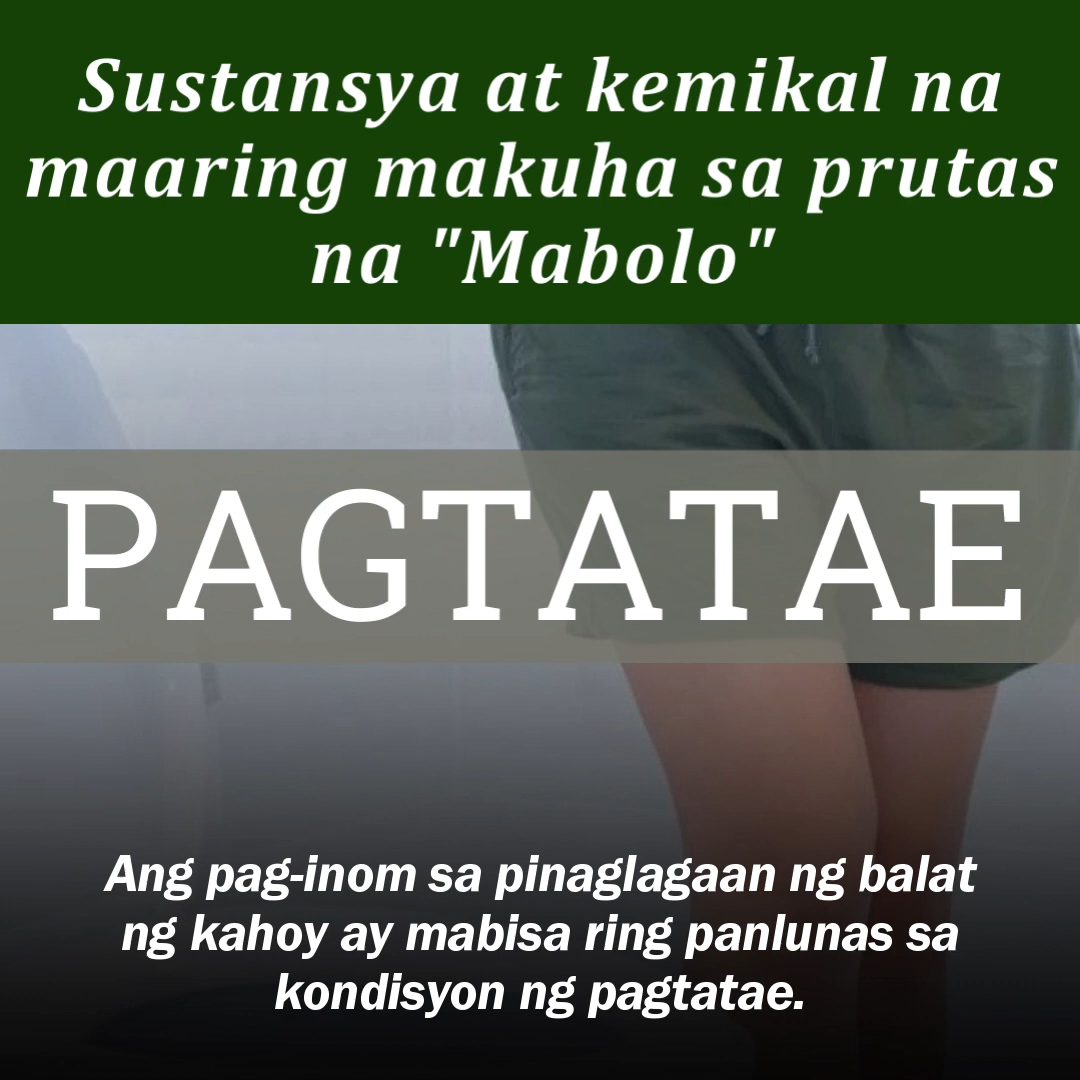 Sustansya at kemikal na
maaring makuha sa prutas
na "Mabolo"
PAGTATAE
Ang pag-inom sa pinaglagaan ng balat
ng kahoy ay mabisa ring panlunas sa
kondisyon ng pagtatae.